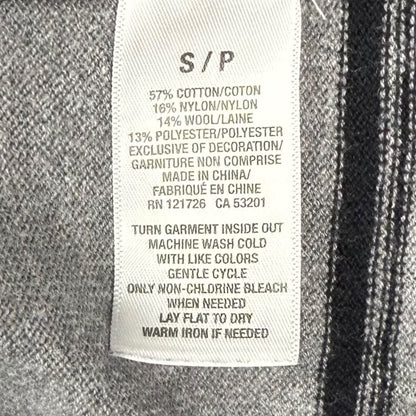 S / P
57% COTTON/COTON
16% NYLON/NYLON
14% WOOL/LAINE
13% POLYESTER/POLYESTER
EXCLUSIVE OF DECORATION/
GARNITURE NON COMPRISE
MADE IN CHINA/
FABRIQUÉ EN CHINE
RN 121726 CA 53201
TURN GARMENT INSIDE OUT
MACHINE WASH COLD
WITH LIKE COLORS
GENTLE CYCLE
ONLY NON-CHLORINE BLEACH
WHEN NEEDED
LAY FLAT TO DRY
WARM IRON IF NEEDED